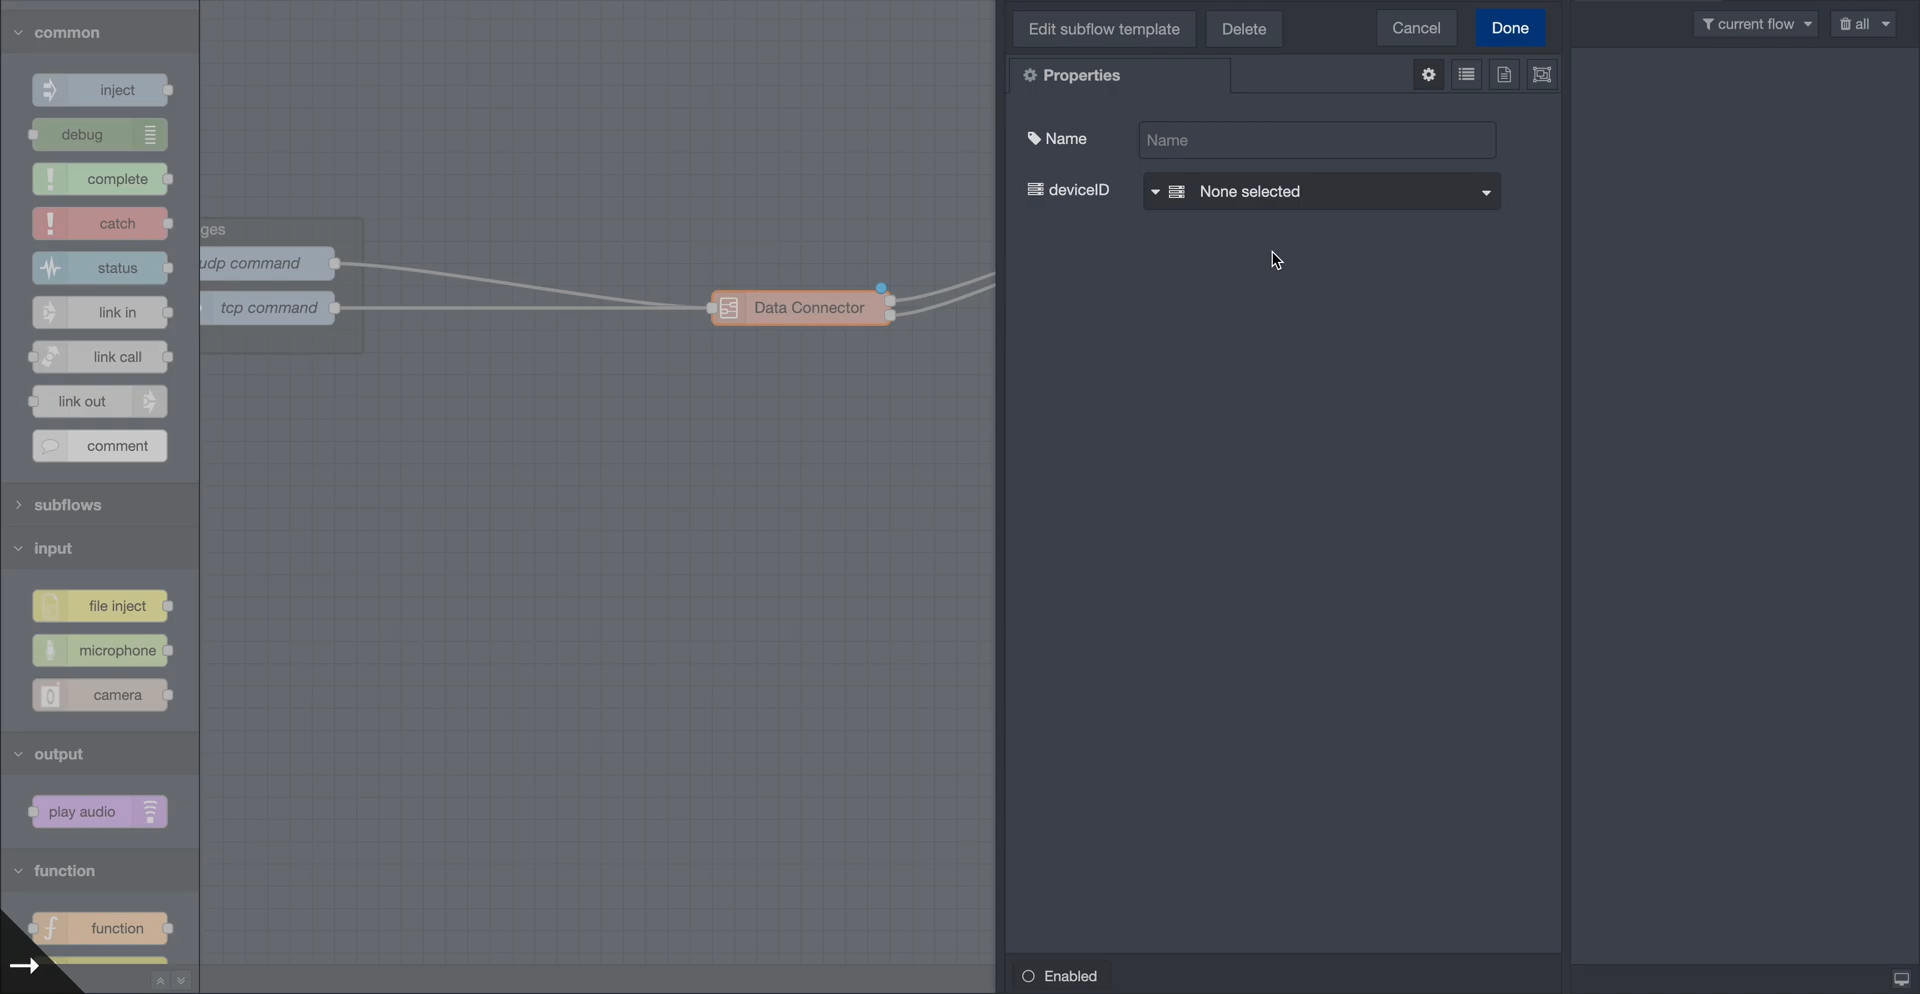 common
inject
debug
complete
catch
status
link in
link call
link out
comment
subflows
input
file inject
microphone
camera
output
play audio
function
function
ges
udp command
tcp command
Data Connector
Edit subflow template
Delete
Cancel
Done
Properties
Name
Name
deviceID
None selected
Enabled
current flow
all